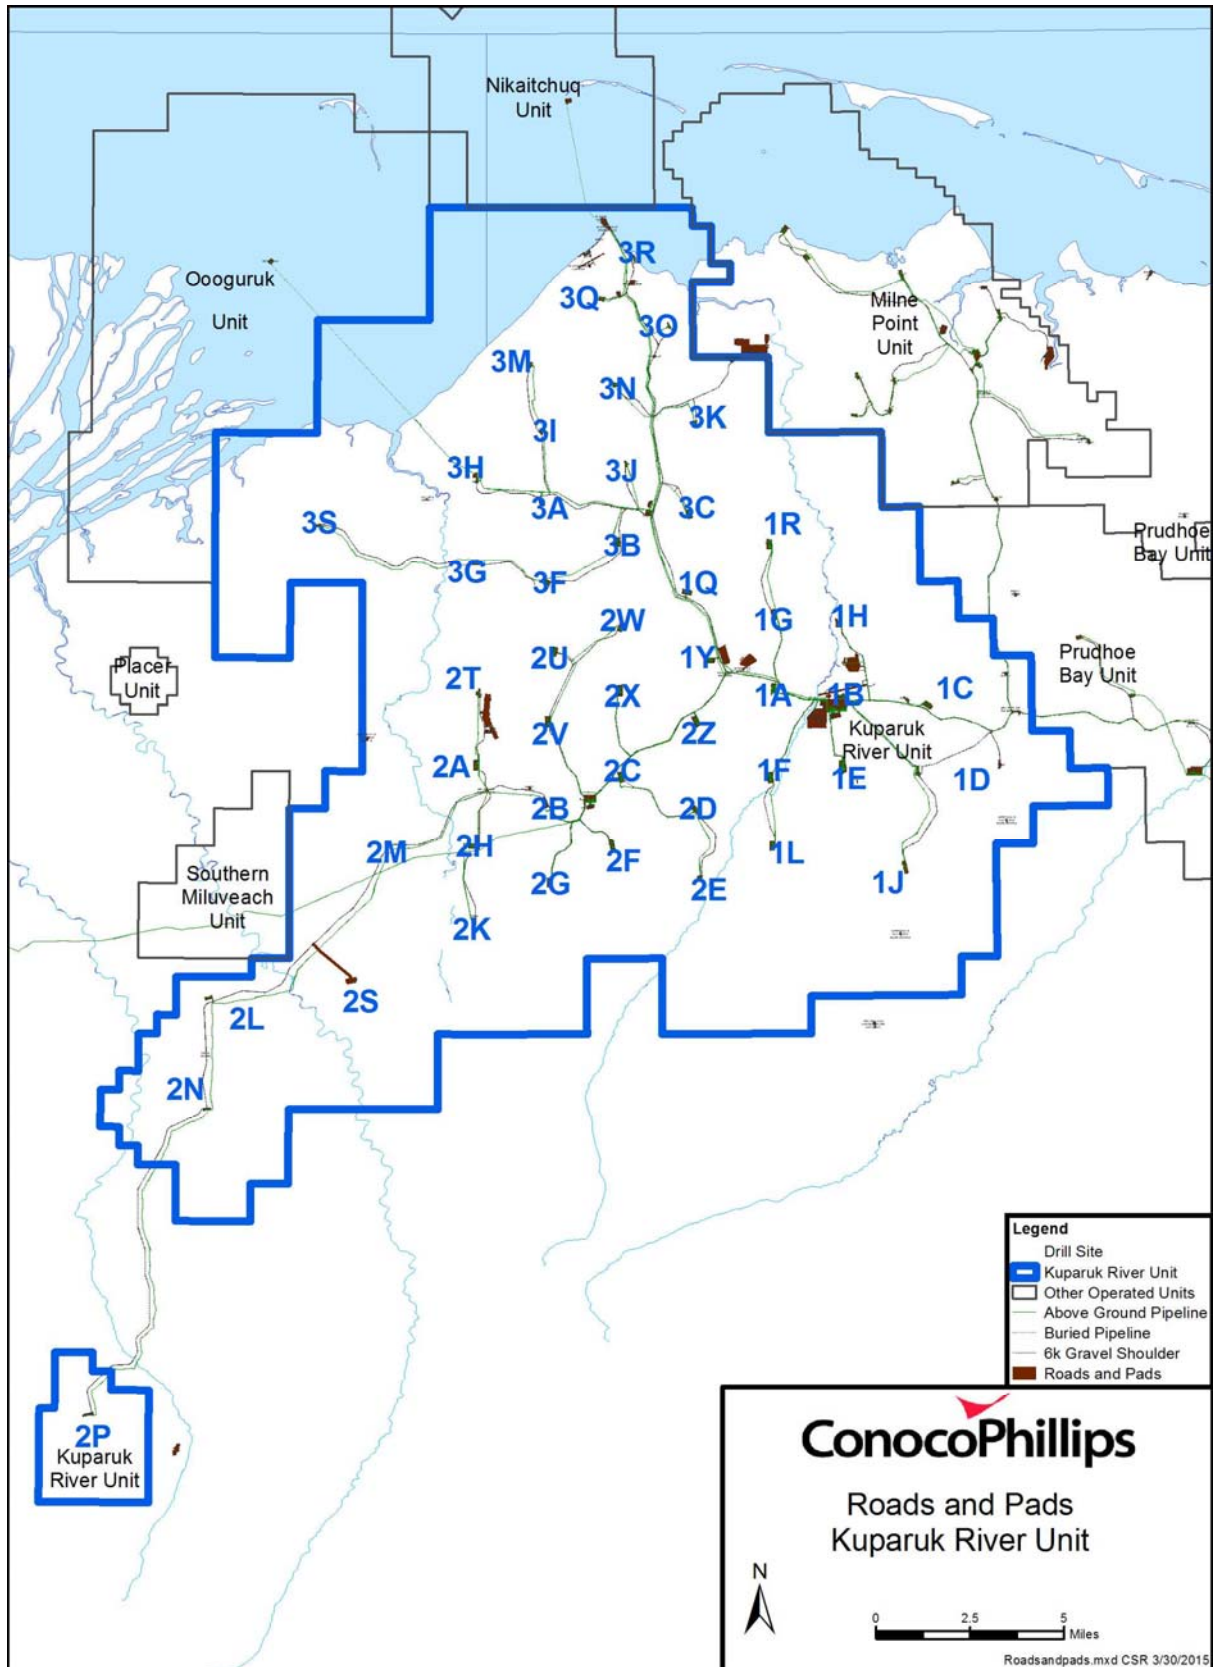 Nikaitchuq
Unit
3R
Oooguruk
Unit
3Q
Milne
Point
Unit
3O
3M
3N
3K
3I
3H
3J
3A
3C
3S
1R
3B
Prudhoe
Bay Unit
3G
3F
1Q
2W
1G
1H
2U
1Y
Placer
Unit
Prudhoe
Bay Unit
2T
2X
1A
1B
1C
2V
2Z
Kuparuk
River Unit
2A
2C
1F
1E
1D
2B
2D
2M
2H
2F
1L
Southern
Miluveach
Unit
2G
2E
1J
2K
2S
2L
2N
Legend
Drill Site
Kuparuk River Unit
Other Operated Units
Above Ground Pipeline
Buried Pipeline
6k Gravel Shoulder
Roads and Pads
2P
Kuparuk
River Unit
ConocoPhillips
Roads and Pads
Kuparuk River Unit
N
0 2.5 5
Miles
Roadsandpads.mxd CSR 3/30/2015